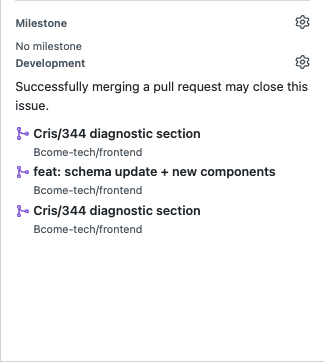 Milestone
No milestone
Development
Successfully merging a pull request may close this
issue.
Cris/344 diagnostic section
Bcome-tech/frontend
feat: schema update + new components
Bcome-tech/frontend
Cris/344 diagnostic section
Bcome-tech/frontend